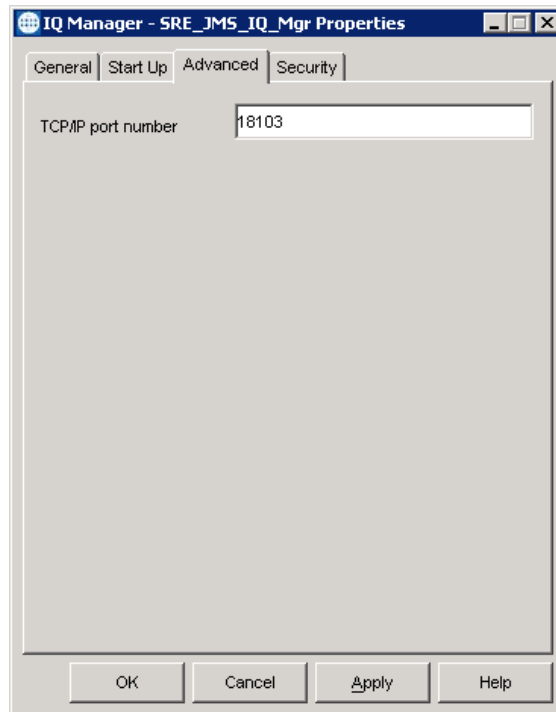 IQ Manager - SRE_JMS_IQ_Mgr Properties
General Start Up Advanced Security
TCP/IP port number 18103
OK Cancel Apply Help